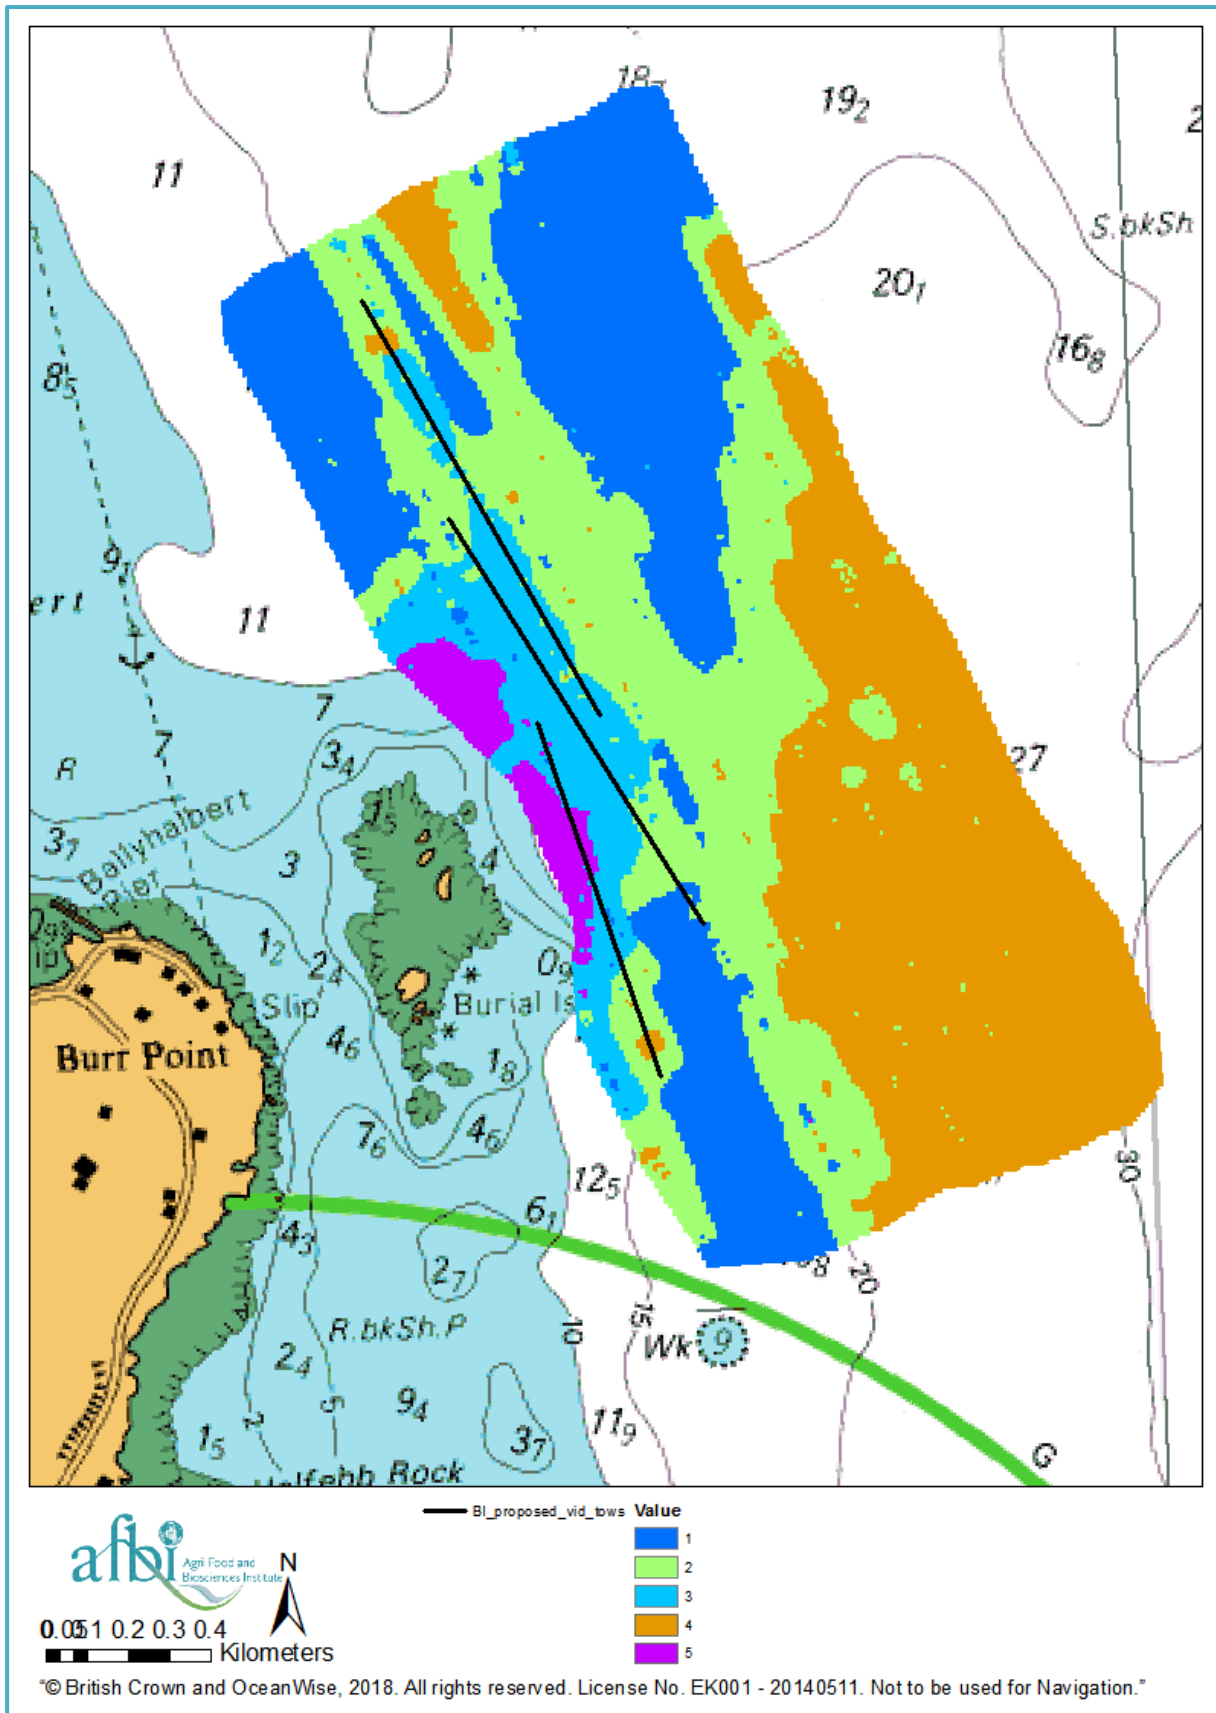 18₇
19₂
2
11
S.bkSh
20₁
16₈
8₅
9₁
ert
11
7
27
7
3₄
R
Ballyhalbert
Pier
3₁
1₅
3
4
1₂
2₄
0₉
Slip
Burial Is
4₆
1₈
Burr Point
7₆
4₆
12₅
30
6₁
4₃
2₇
20
R.bkSh.P
10
15
Wk 9
2₄
9₄
2
5
11₉
1₅
3₇
G
Halfebb Rock
BI_proposed_vid_tows Value
1
2
3
4
5
afbi Agri Food and
Biosciences Institute
N
0.1 0.2 0.3 0.4
Kilometers
"© British Crown and OceanWise, 2018. All rights reserved. License No. EK001 - 20140511. Not to be used for Navigation."